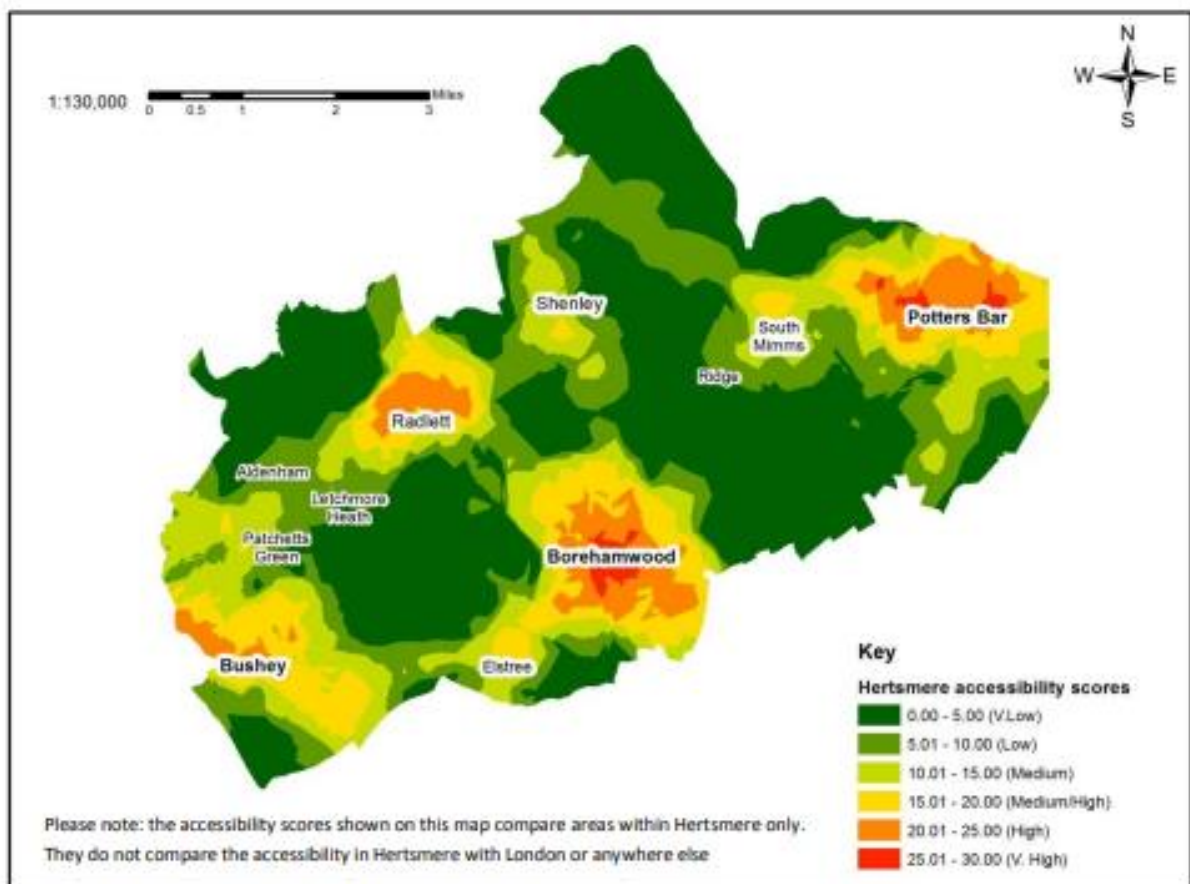 N
W E
S
1:130,000
Miles
0 0.5 1 2 3
Shenley
South
Mimms
Potters Bar
Ridge
Radlett
Aldenham
Letchmore
Heath
Patchetts
Green
Borehamwood
Bushey
Elstree
Key
Hertsmere accessibility scores
0.00 - 5.00 (V.Low)
5.01 - 10.00 (Low)
10.01 - 15.00 (Medium)
15.01 - 20.00 (Medium/High)
20.01 - 25.00 (High)
25.01 - 30.00 (V. High)
Please note: the accessibility scores shown on this map compare areas within Hertsmere only.
They do not compare the accessibility in Hertsmere with London or anywhere else